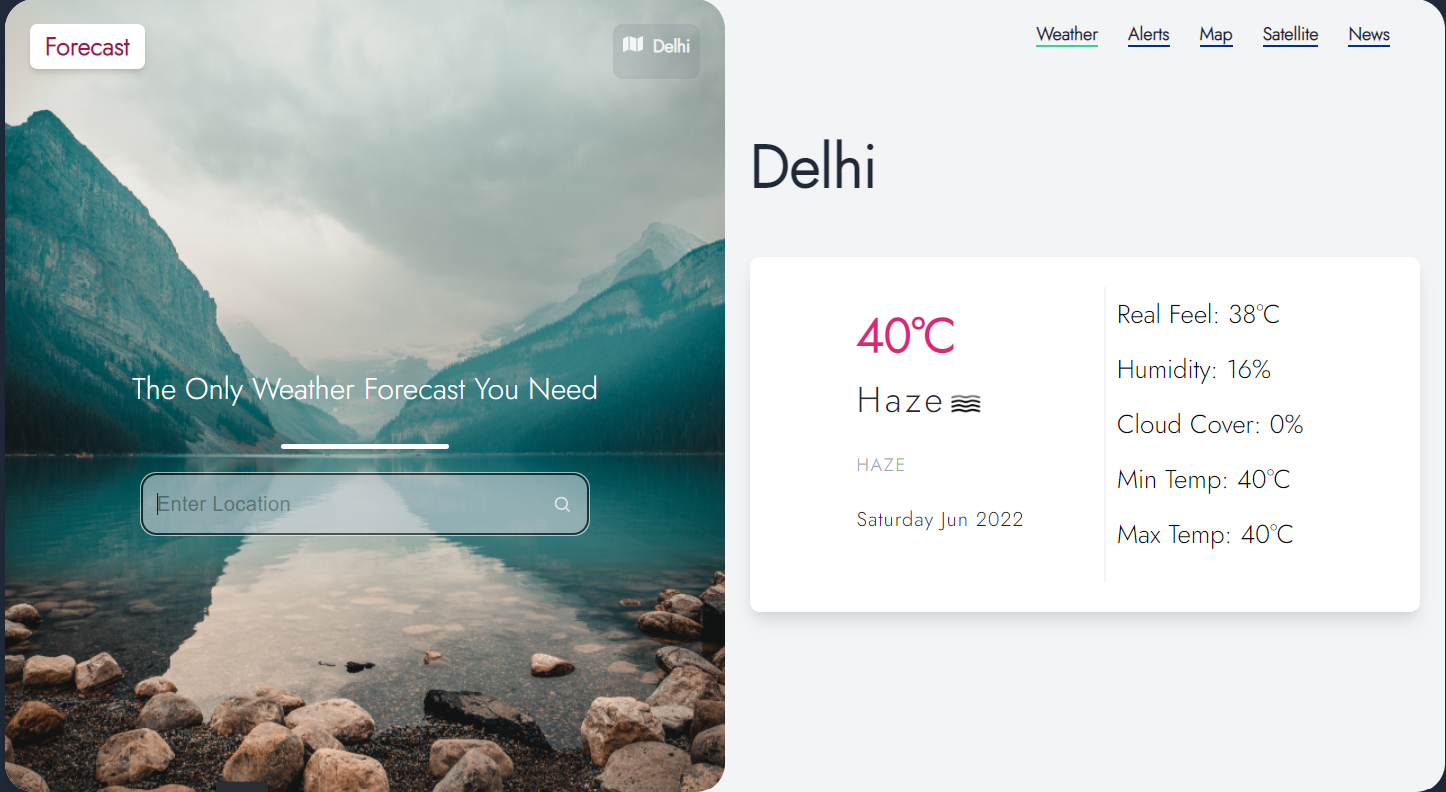 Forecast
Delhi
The Only Weather Forecast You Need
Enter Location
Weather Alerts Map Satellite News
Delhi
40°C
Haze
HAZE
Saturday Jun 2022
Real Feel: 38°C
Humidity: 16%
Cloud Cover: 0%
Min Temp: 40°C
Max Temp: 40°C